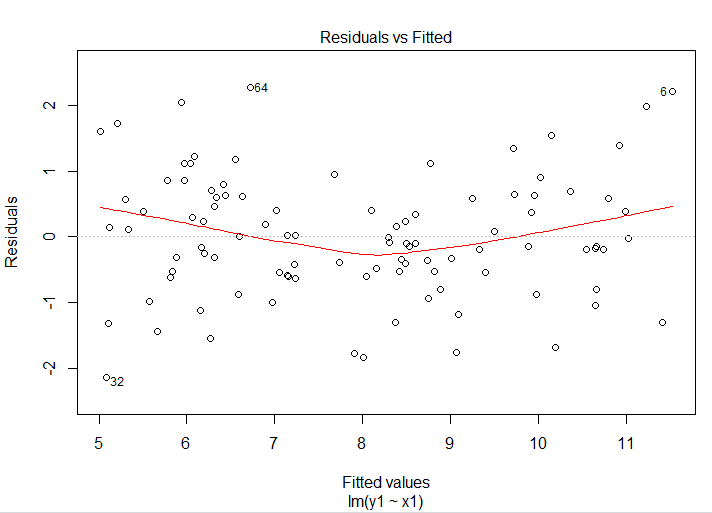 Residuals vs Fitted
Residuals
2
1
0
-1
-2
64
6
32
5 6 7 8 9 10 11
Fitted values
lm(y1 ~ x1)